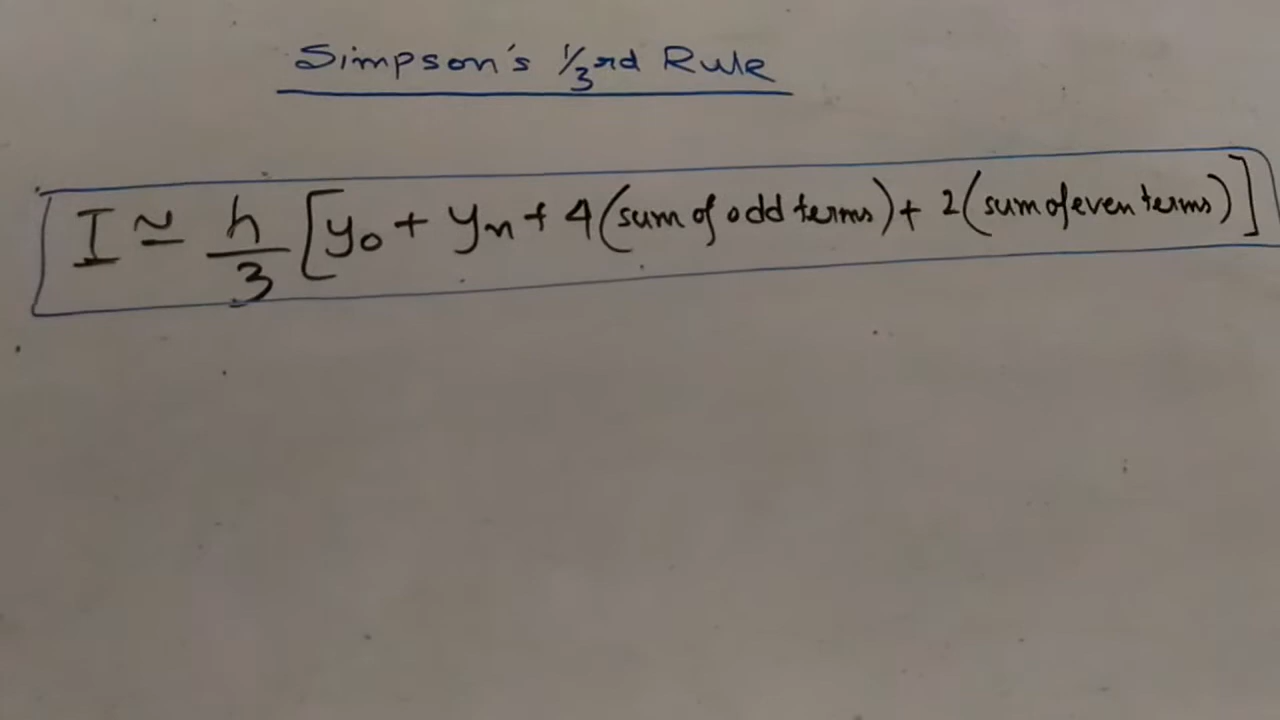 Simpson's 1/3rd Rule
I ≃ h/3 [y₀ + yₙ + 4(sum of odd terms) + 2(sum of even terms)]